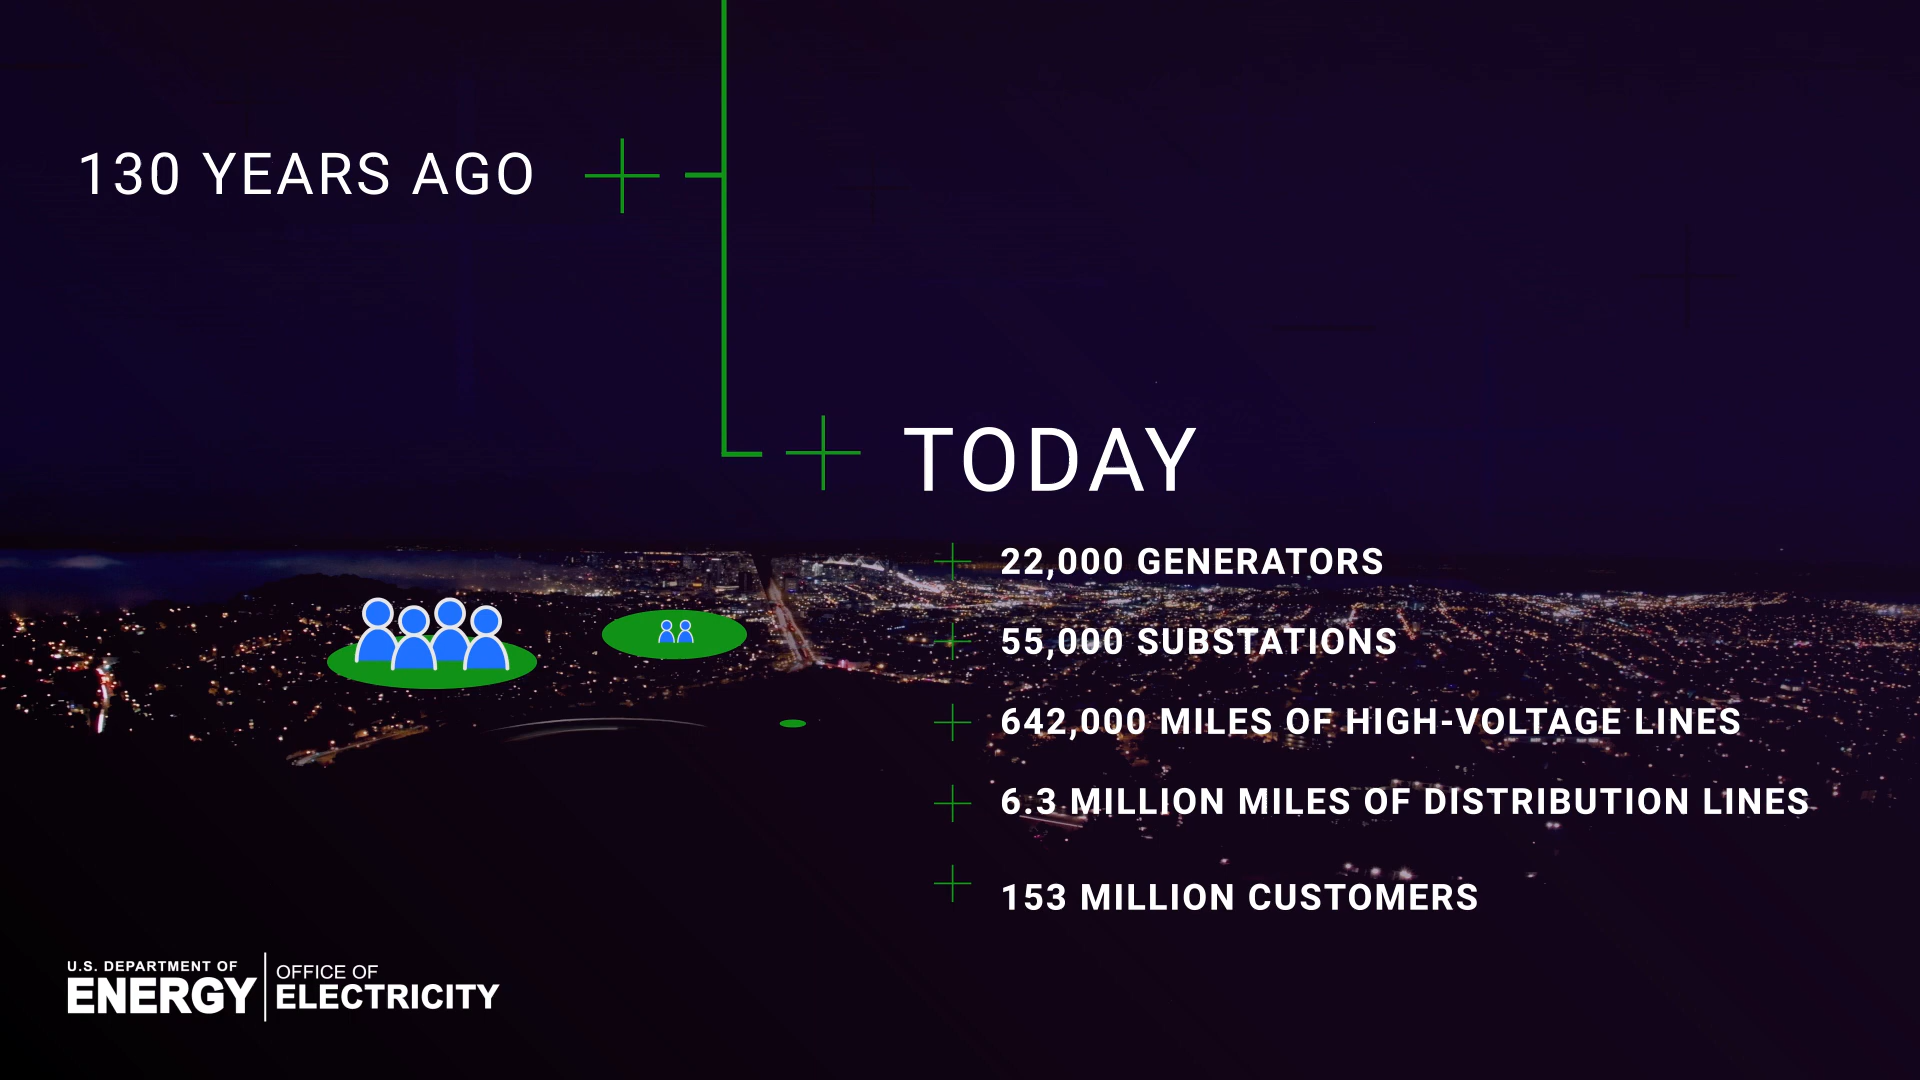 130 YEARS AGO
TODAY
22,000 GENERATORS
55,000 SUBSTATIONS
642,000 MILES OF HIGH-VOLTAGE LINES
6.3 MILLION MILES OF DISTRIBUTION LINES
153 MILLION CUSTOMERS
U.S. DEPARTMENT OF
ENERGY
OFFICE OF
ELECTRICITY